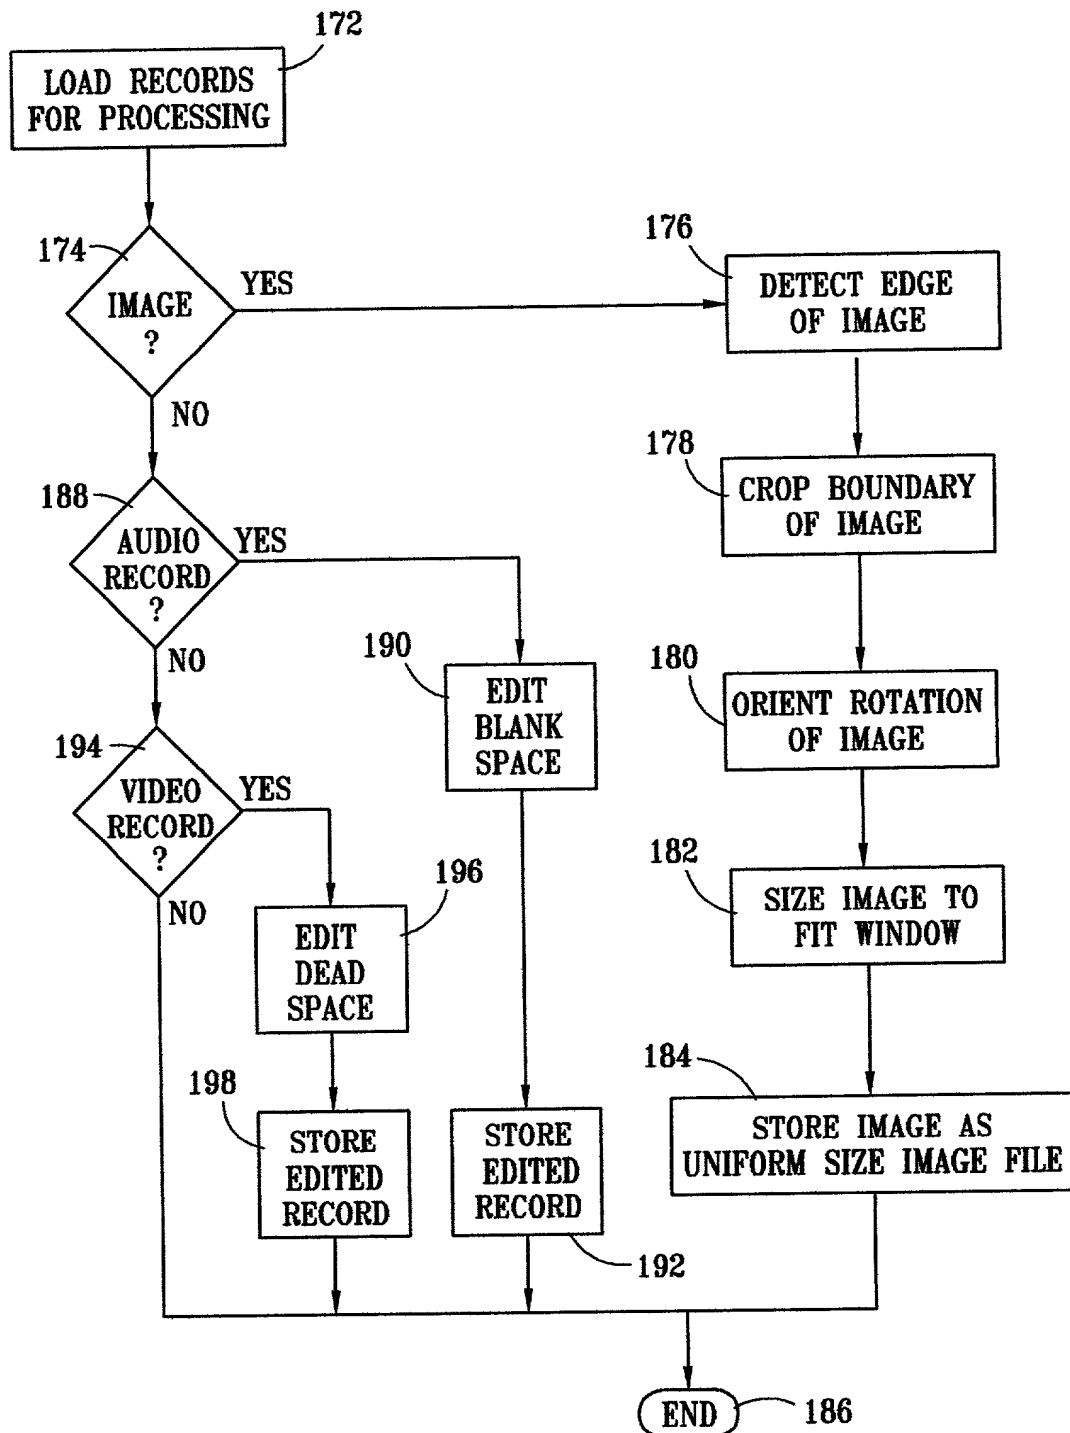 172
LOAD RECORDS
FOR PROCESSING
174
IMAGE
?
YES
NO
176
DETECT EDGE
OF IMAGE
178
CROP BOUNDARY
OF IMAGE
180
ORIENT ROTATION
OF IMAGE
182
SIZE IMAGE TO
FIT WINDOW
184
STORE IMAGE AS
UNIFORM SIZE IMAGE FILE
188
AUDIO
RECORD
?
YES
NO
190
EDIT
BLANK
SPACE
STORE
EDITED
RECORD
192
194
VIDEO
RECORD
?
YES
NO
196
EDIT
DEAD
SPACE
198
STORE
EDITED
RECORD
END
186